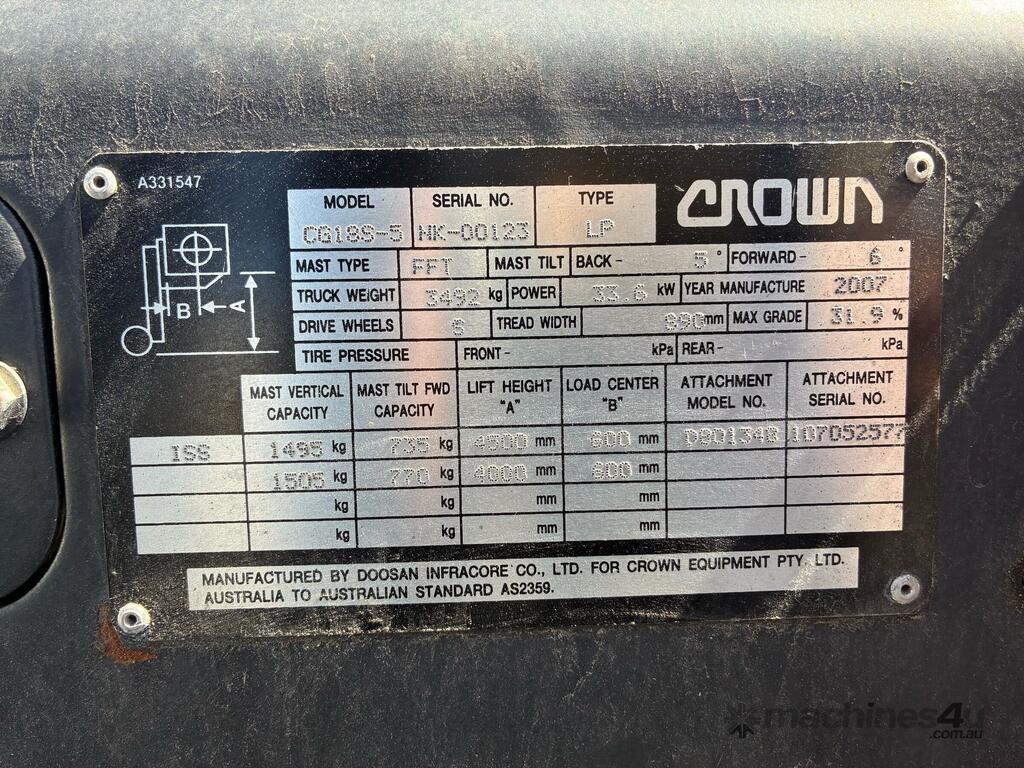 A331547
MODEL SERIAL NO. TYPE CROWN
CG18S-5 MK-00123 LP
MAST TYPE FFT MAST TILT BACK - 5° FORWARD - 6°
TRUCK WEIGHT 3492 kg POWER 33.6 kW YEAR MANUFACTURE 2007
DRIVE WHEELS TREAD WIDTH 890mm MAX GRADE 31.9 %
TIRE PRESSURE FRONT - kPa REAR - kPa
B A
MAST VERTICAL CAPACITY MAST TILT FWD CAPACITY LIFT HEIGHT "A" LOAD CENTER "B" ATTACHMENT MODEL NO. ATTACHMENT SERIAL NO.
ISS 1495 kg 735 kg 4500 mm 600 mm 107D52577
1505 kg 770 kg 4000 mm 600 mm
kg kg mm mm
kg kg mm mm
MANUFACTURED BY DOOSAN INFRACORE CO., LTD. FOR CROWN EQUIPMENT PTY. LTD.
AUSTRALIA TO AUSTRALIAN STANDARD AS2359.
machines4u
.com.au